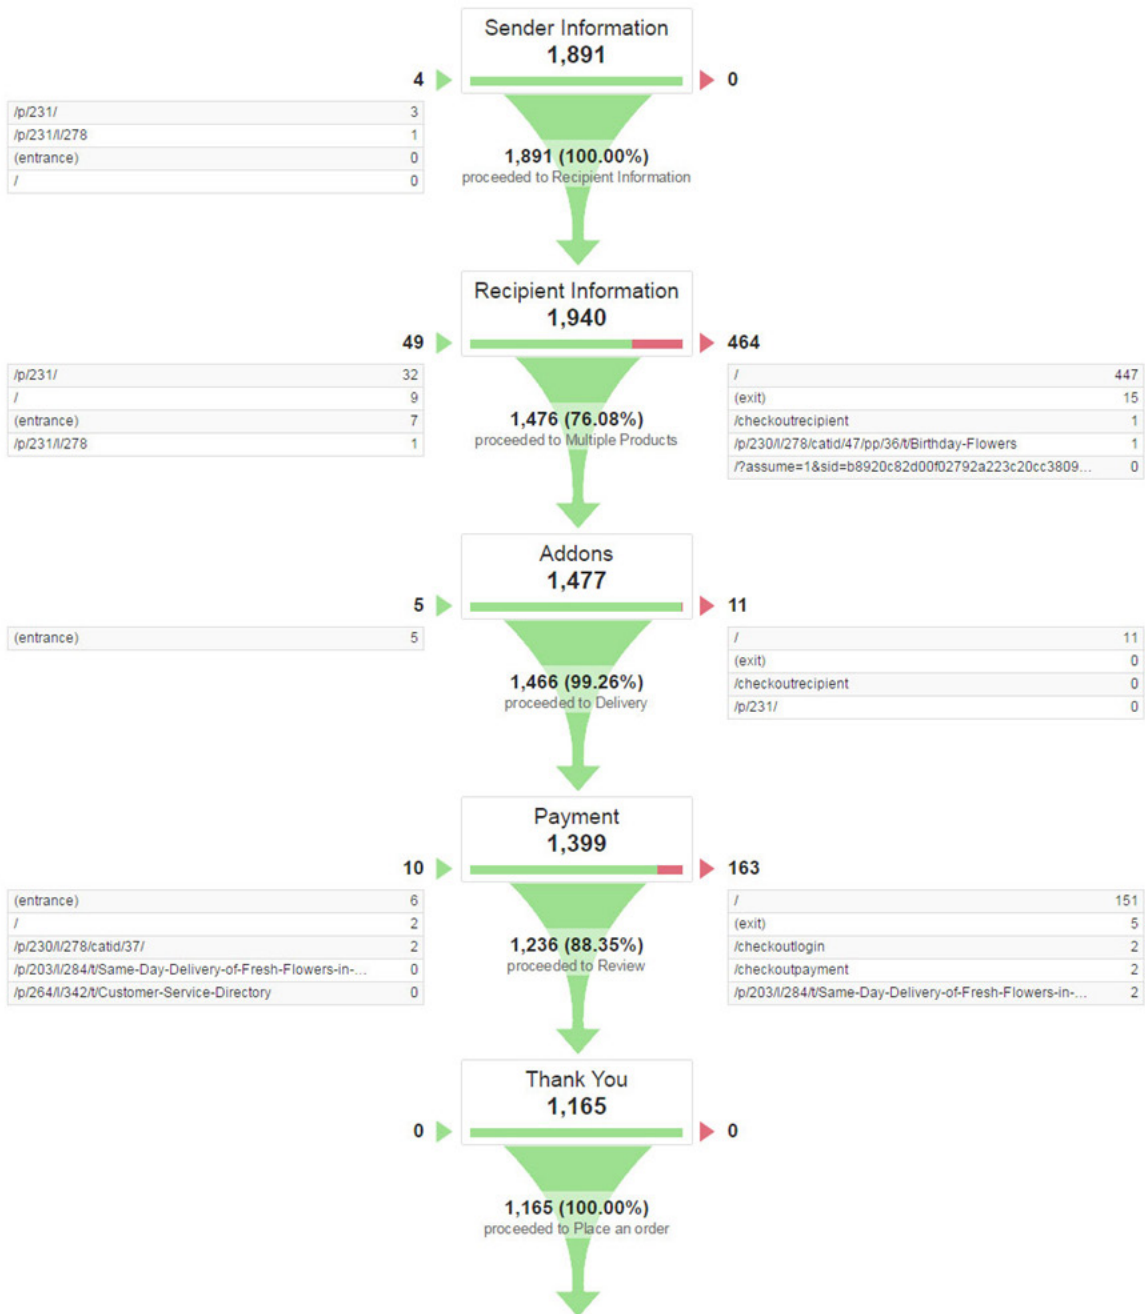 Sender Information
1,891
4
0
/p/231/ 3
/p/231/l/278 1
(entrance) 0
/ 0
1,891 (100.00%)
proceeded to Recipient Information
Recipient Information
1,940
49
464
/p/231/ 32
/ 9
(entrance) 7
/p/231/l/278 1
/ 447
(exit) 15
/checkoutrecipient 1
/p/230/l/278/catid/47/pp/36/t/Birthday-Flowers 1
/?assume=1&sid=b8920c82d00f02792a223c20cc3809... 0
1,476 (76.08%)
proceeded to Multiple Products
Addons
1,477
5
11
(entrance) 5
/ 11
(exit) 0
/checkoutrecipient 0
/p/231/ 0
1,466 (99.26%)
proceeded to Delivery
Payment
1,399
10
163
(entrance) 6
/ 2
/p/230/l/278/catid/37/ 2
/p/203/l/284/t/Same-Day-Delivery-of-Fresh-Flowers-in-... 0
/p/264/l/342/t/Customer-Service-Directory 0
/ 151
(exit) 5
/checkoutlogin 2
/checkoutpayment 2
/p/203/l/284/t/Same-Day-Delivery-of-Fresh-Flowers-in-... 2
1,236 (88.35%)
proceeded to Review
Thank You
1,165
0
0
1,165 (100.00%)
proceeded to Place an order